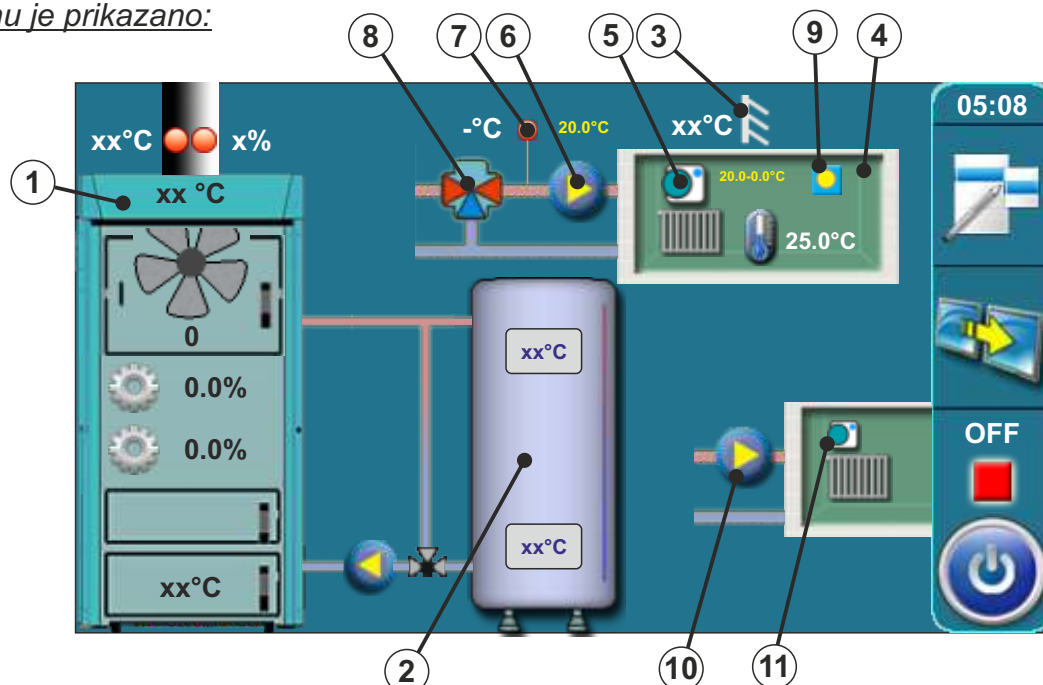 nu je prikazano:
8 7 6 5 3 9 4
05:08
-°C 20.0°C xx°C
xx°C x%
1
xx °C
20.0-0.0°C
25.0°C
0
xx°C
0.0%
OFF
0.0%
xx°C
xx°C
2 10 11